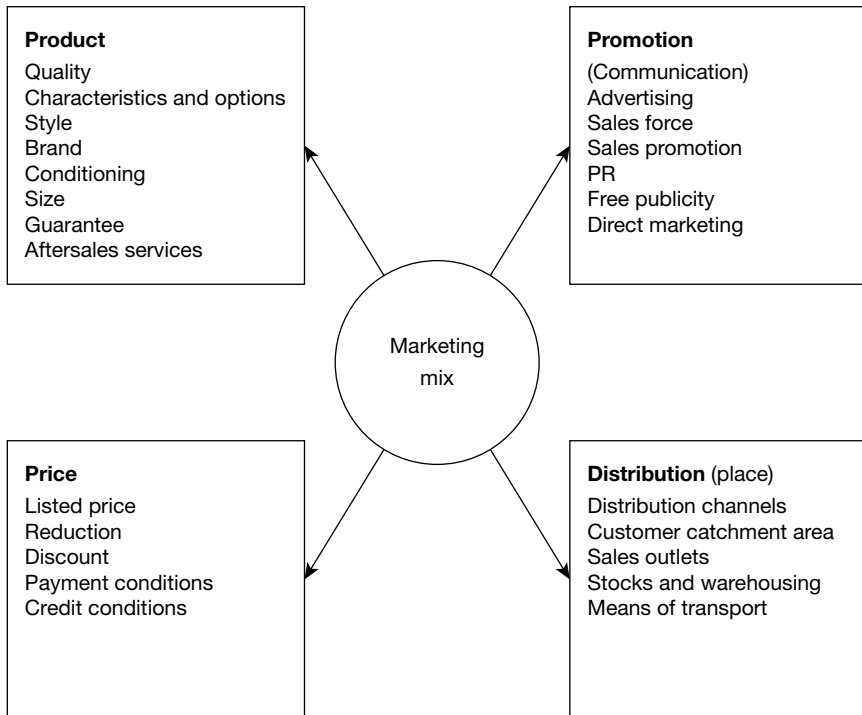 Product
Quality
Characteristics and options
Style
Brand
Conditioning
Size
Guarantee
Aftersales services
Promotion
(Communication)
Advertising
Sales force
Sales promotion
PR
Free publicity
Direct marketing
Marketing
mix
Price
Listed price
Reduction
Discount
Payment conditions
Credit conditions
Distribution (place)
Distribution channels
Customer catchment area
Sales outlets
Stocks and warehousing
Means of transport